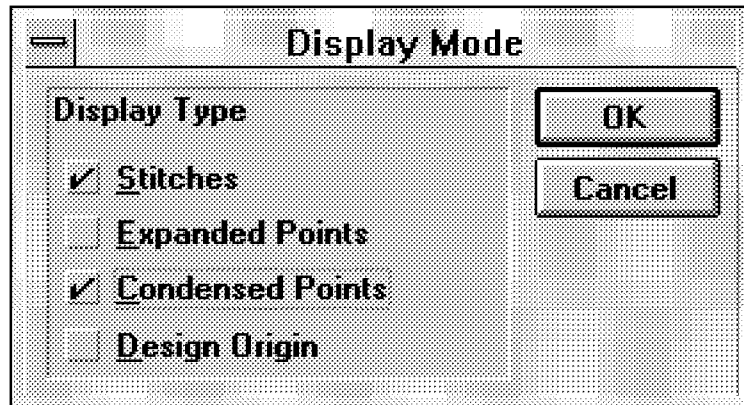 Display Mode
Display Type
Stitches
Expanded Points
Condensed Points
Design Origin
OK
Cancel